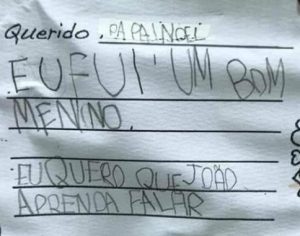 Querido PAPAI NOEL
EU FUI UM BOM
MENINO.
EU QUERO QUE JOÃO
APRENDA FALAR